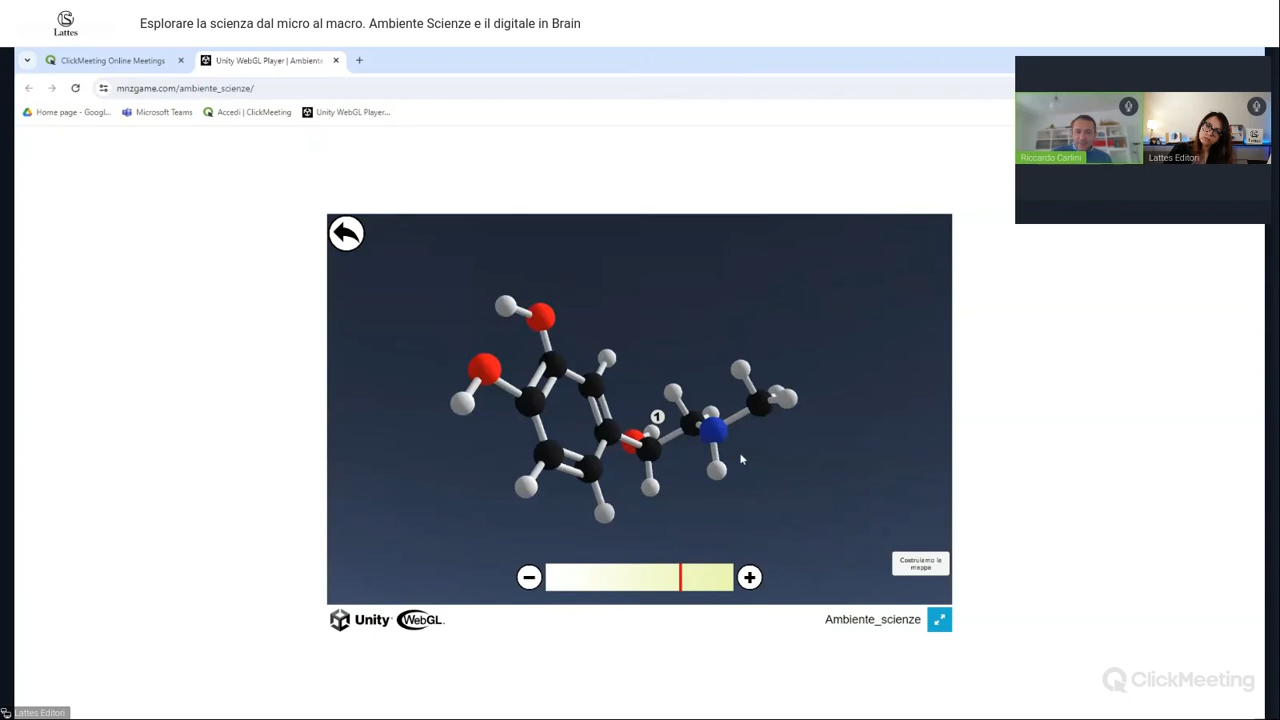 Lattes
Esplorare la scienza dal micro al macro. Ambiente Scienze e il digitale in Brain
ClickMeeting Online Meetings
Unity WebGL Player | Ambiente
mnzgame.com/ambiente_scienze/
Home page - Googl...
Microsoft Teams
Accedi | ClickMeeting
Unity WebGL Player...
Riccardo Carlini
Lattes Editori
1
Costruiamo la
mappa
Unity
WebGL
Ambiente_scienze
ClickMeeting
Lattes Editori